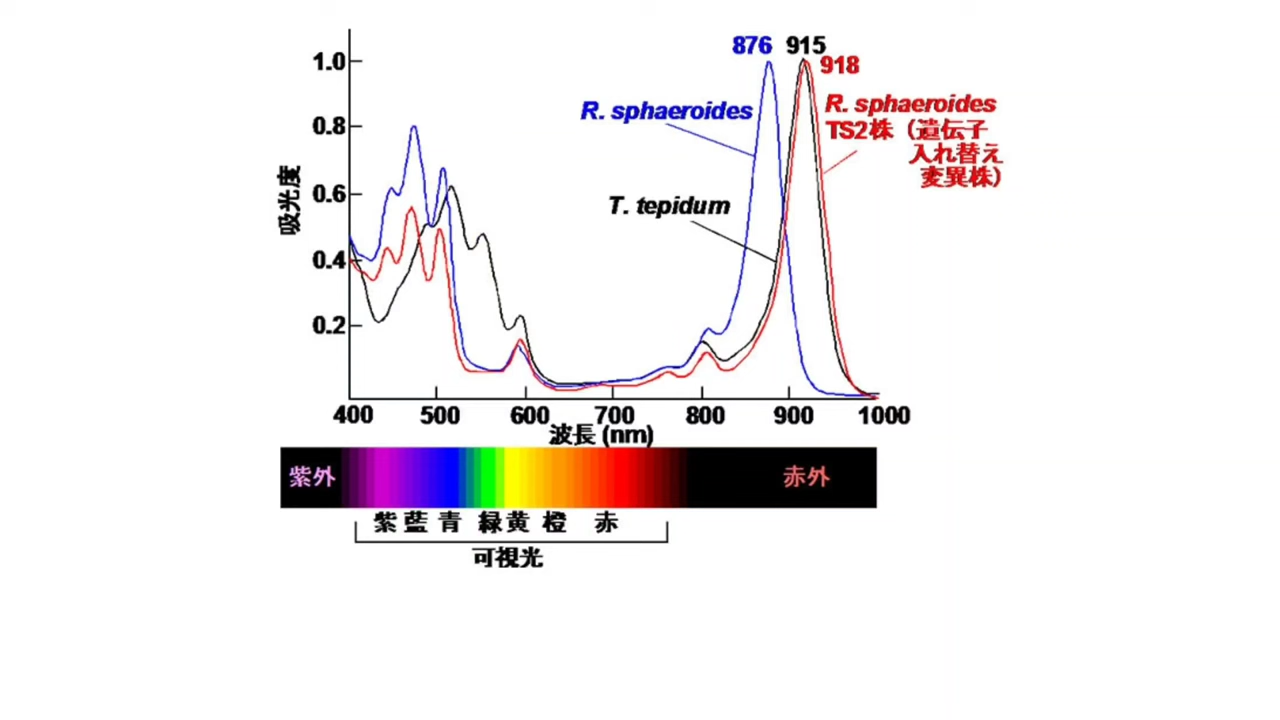 876 915
918
R. sphaeroides
R. sphaeroides
TS2株（遺伝子
入れ替え
変異株）
T. tepidum
吸光度
1.0
0.8
0.6
0.4
0.2
400 500 600 700 800 900 1000
波長 (nm)
紫外 赤外
紫 藍 青 緑 黄 橙 赤
可視光